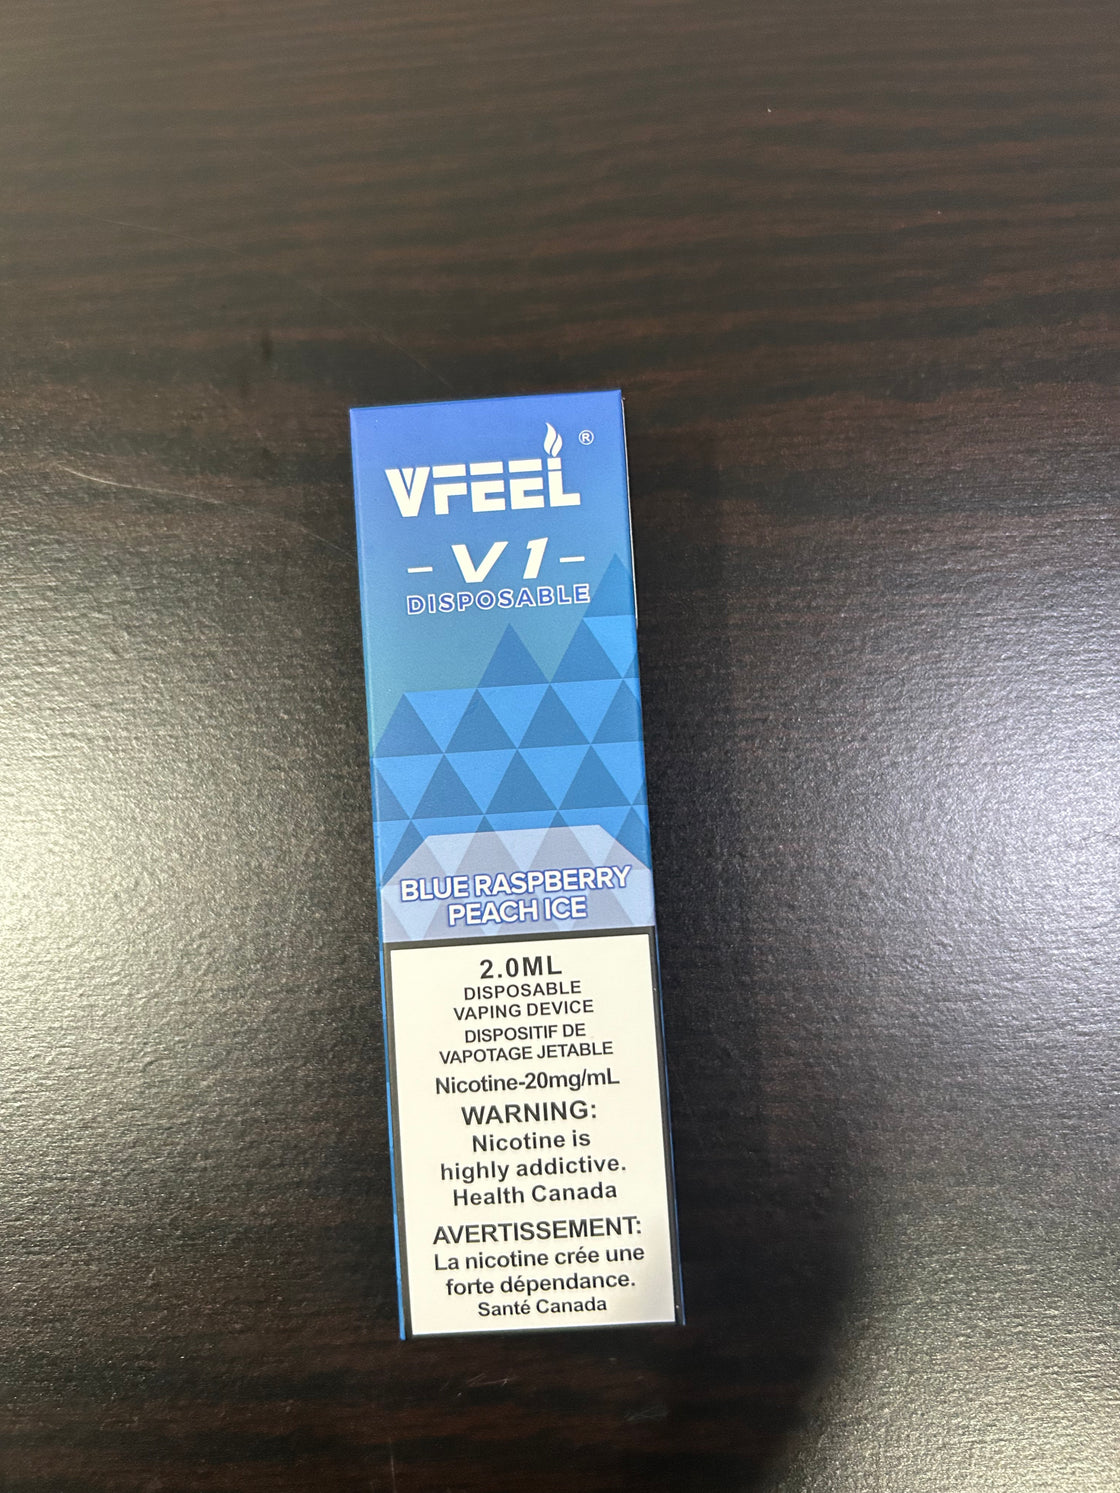 VFEEL ®
- V1 -
DISPOSABLE
BLUE RASPBERRY
PEACH ICE
2.0ML
DISPOSABLE
VAPING DEVICE
DISPOSITIF DE
VAPOTAGE JETABLE
Nicotine-20mg/mL
WARNING:
Nicotine is
highly addictive.
Health Canada
AVERTISSEMENT:
La nicotine crée une
forte dépendance.
Santé Canada